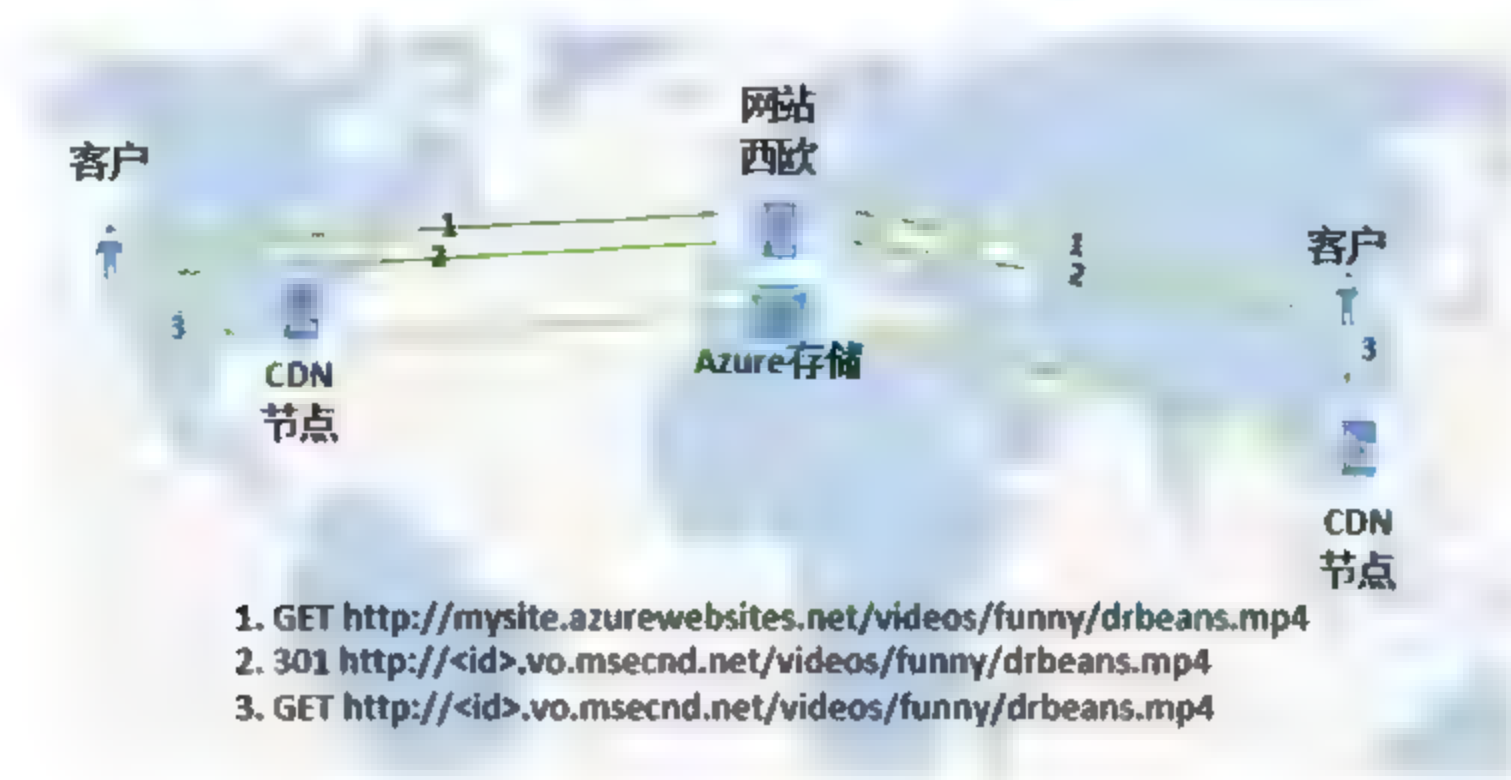 网站
西欧
客户
1
2
3
CDN
节点
Azure存储
1
2
客户
3
CDN
节点
1. GET http://mysite.azurewebsites.net/videos/funny/drbeans.mp4
2. 301 http://<id>.vo.msecnd.net/videos/funny/drbeans.mp4
3. GET http://<id>.vo.msecnd.net/videos/funny/drbeans.mp4